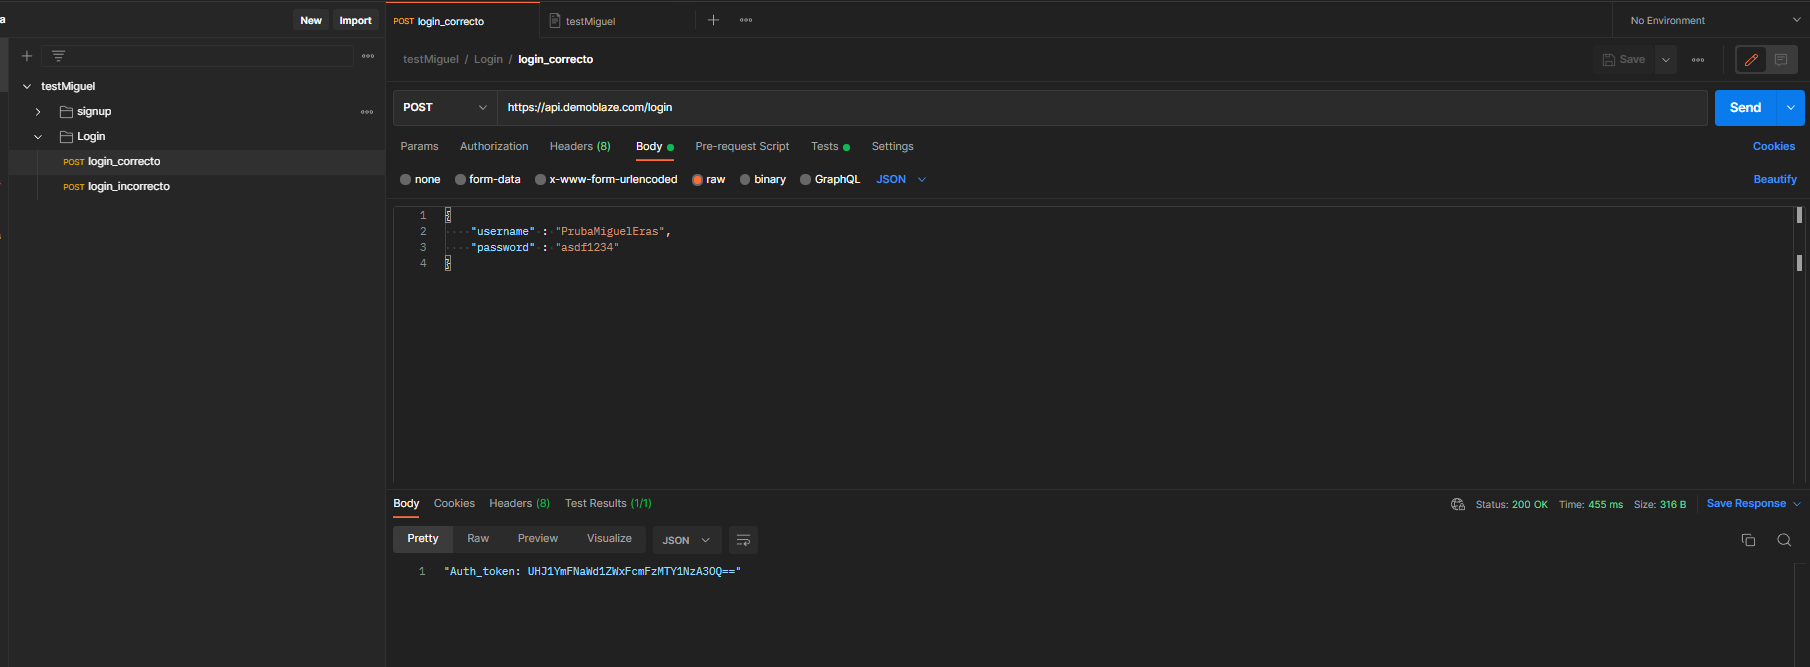 a
New Import
POST login_correcto
testMiguel
No Environment
testMiguel / Login / login_correcto
Save
testMiguel
signup
Login
POST login_correcto
POST login_incorrecto
POST https://api.demoblaze.com/login
Send
Params Authorization Headers (8) Body Pre-request Script Tests Settings
Cookies
none form-data x-www-form-urlencoded raw binary GraphQL JSON
Beautify
1 {
2 "username" : "PrubaMiguelEras",
3 "password" : "asdf1234"
4 }
Body Cookies Headers (8) Test Results (1/1)
Status: 200 OK Time: 455 ms Size: 316 B Save Response
Pretty Raw Preview Visualize JSON
1 "Auth_token: UHJ1YmFNaWd1ZWxFcmFzMTY1NzA3OQ=="